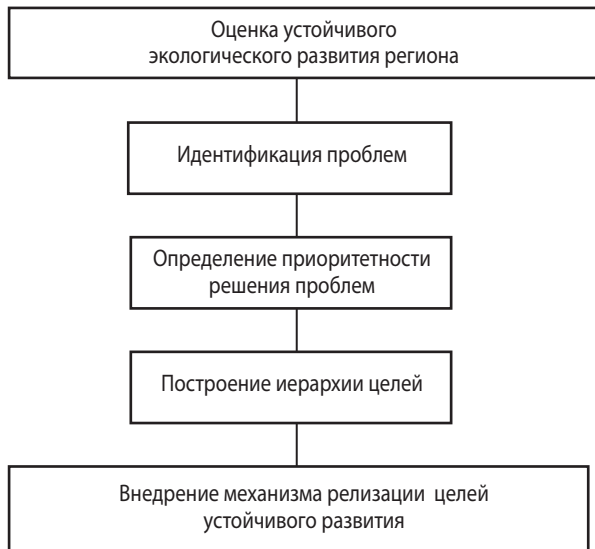 Оценка устойчивого
экологического развития региона
Идентификация проблем
Определение приоритетности
решения проблем
Построение иерархии целей
Внедрение механизма релизации целей
устойчивого развития